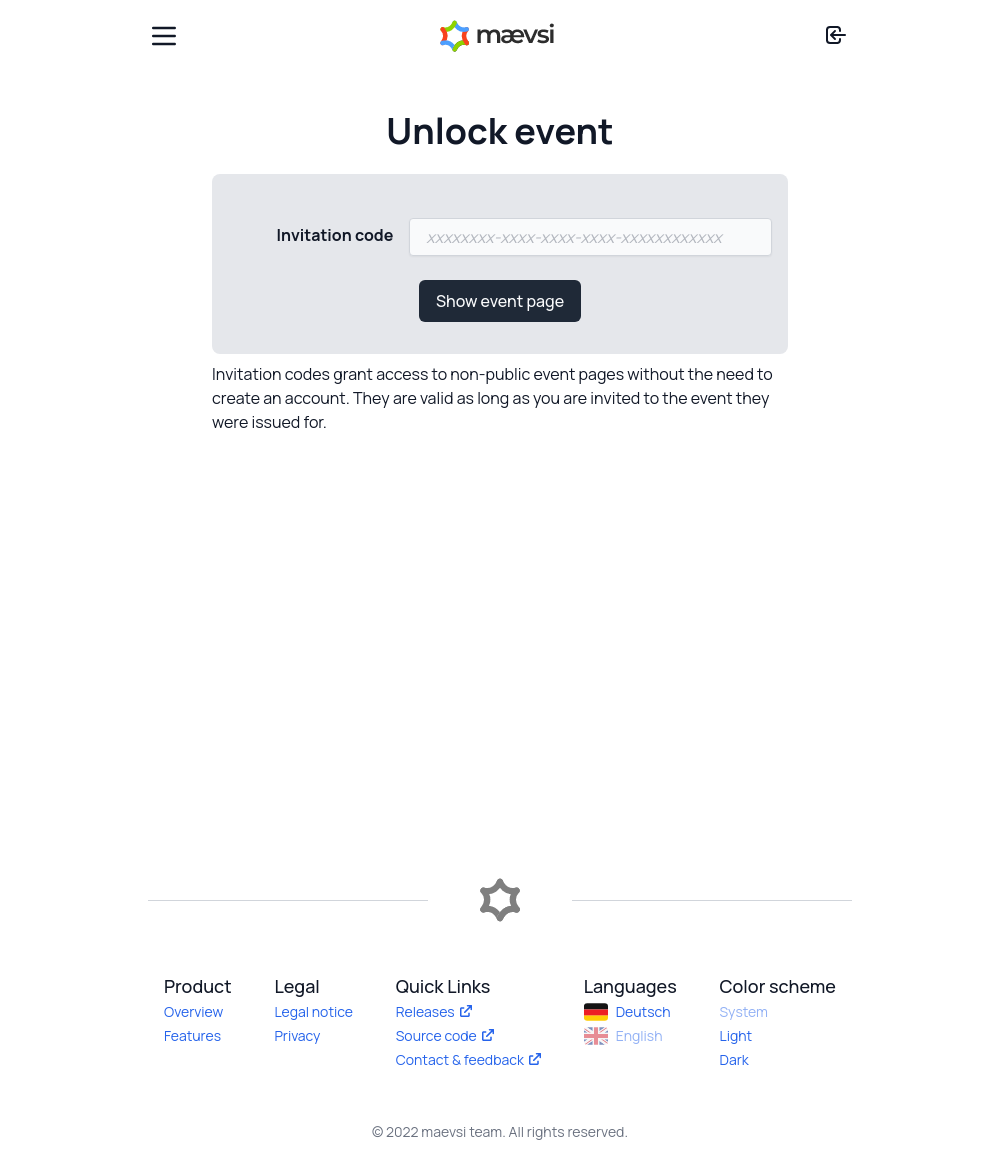 mævsi
Unlock event
Invitation code
xxxxxxxx-xxxx-xxxx-xxxx-xxxxxxxxxxxx
Show event page
Invitation codes grant access to non-public event pages without the need to
create an account. They are valid as long as you are invited to the event they
were issued for.
Product
Overview
Features
Legal
Legal notice
Privacy
Quick Links
Releases
Source code
Contact & feedback
Languages
Deutsch
English
Color scheme
System
Light
Dark
© 2022 maevsi team. All rights reserved.